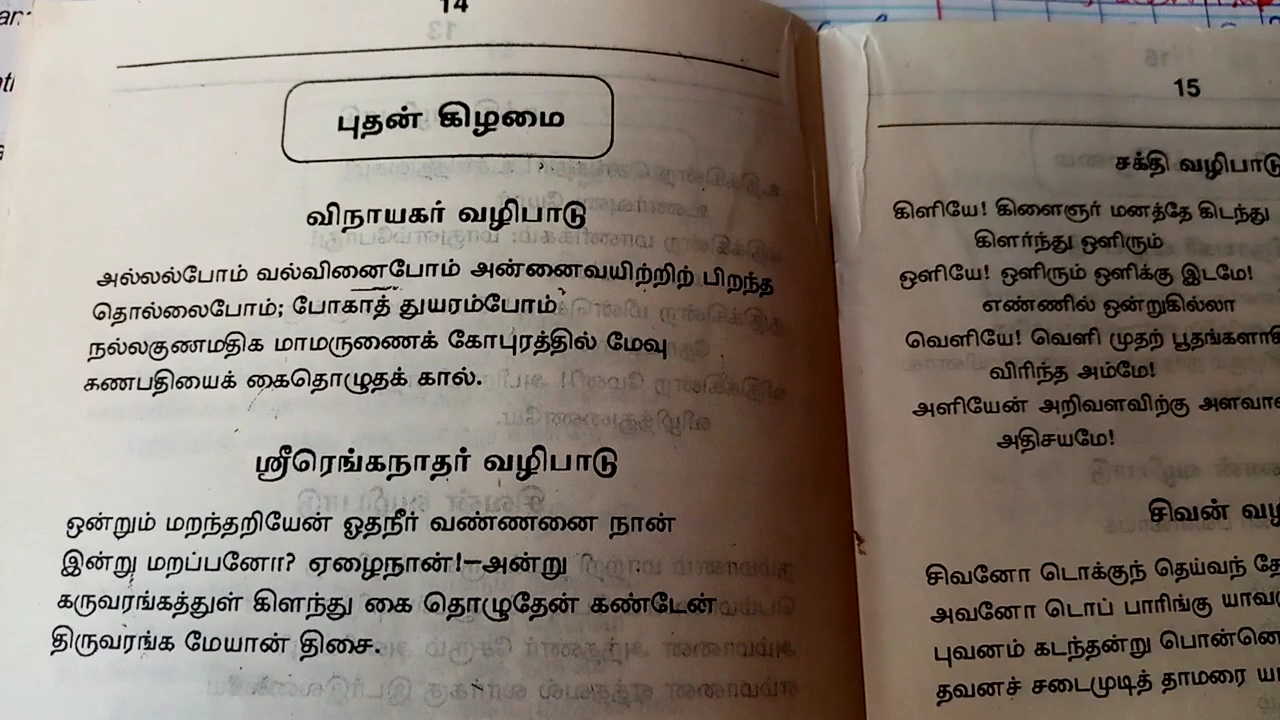 14
புதன் கிழமை
விநாயகர் வழிபாடு
அல்லல்போம் வல்வினைபோம் அன்னைவயிற்றிற் பிறந்த
தொல்லைபோம்; போகாத் துயரம்போம்
நல்லகுணமதிக மாமருணைக் கோபுரத்தில் மேவு
கணபதியைக் கைதொழுதக் கால்.
ஸ்ரீரெங்கநாதர் வழிபாடு
ஒன்றும் மறந்தறியேன் ஓதநீர் வண்ணனை நான்
இன்று மறப்பனோ? ஏழைநான்!—அன்று
கருவரங்கத்துள் கிளந்து கை தொழுதேன் கண்டேன்
திருவரங்க மேயான் திசை.
15
சக்தி வழிபாடு
கிளியே! கிளைஞர் மனத்தே கிடந்து
கிளர்ந்து ஒளிரும்
ஒளியே! ஒளிரும் ஒளிக்கு இடமே!
எண்ணில் ஒன்றுகில்லா
வெளியே! வெளி முதற் பூதங்களாகி
விரிந்த அம்மே!
அளியேன் அறிவளவிற்கு
அதிசயமே!
சிவன்
சிவனோ டொக்குந் தெய்வந்
அவனோ டொப் பாரிங்கு
புவனம் கடந்தன்று
தவனச் சடைமுடித் தாமரை